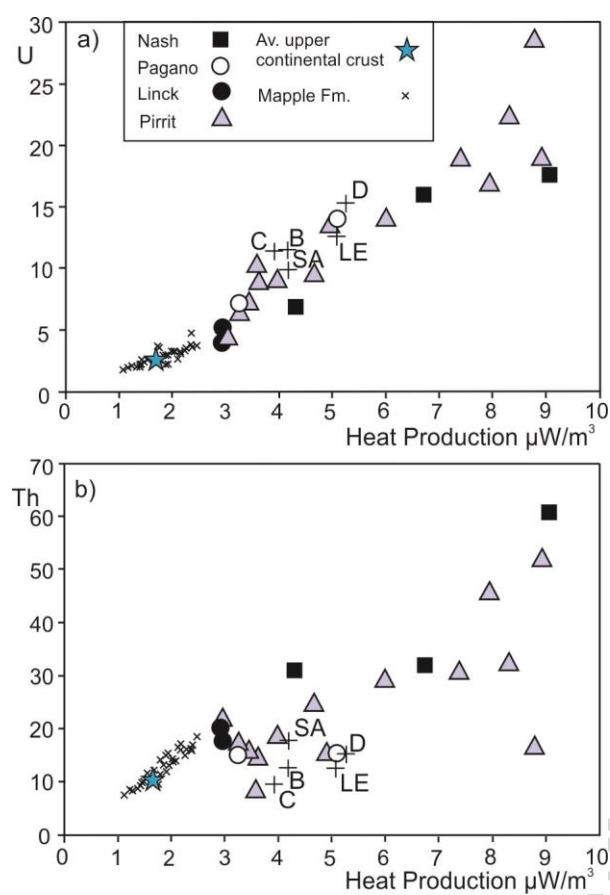 30
U a)
Nash
Pagano
Linck
Pirrit
Av. upper
continental crust
Mapple Fm.
25
20
15
10
5
0
D
C B
SA LE
0 1 2 3 4 5 6 7 8 9 10
Heat Production µW/m³
70
Th b)
60
50
40
30
20
10
0
SA
D
B LE
C
0 1 2 3 4 5 6 7 8 9 10
Heat Production µW/m³